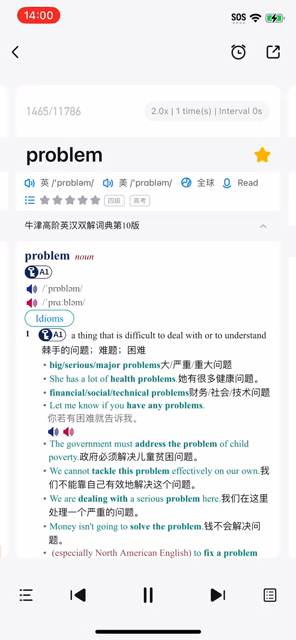 14:00
SOS
1465/11786
2.0x | 1 time(s) | Interval 0s
problem
英 /'prɒbləm/ 美 /'prɑbləm/ 全球 Read
四级 高考
牛津高阶英汉双解词典第10版
problem noun
A1
/ˈprɒbləm/
/ˈprɑːbləm/
Idioms
1 A1 a thing that is difficult to deal with or to understand
棘手的问题；难题；困难
• big/serious/major problems大/严重/重大问题
• She has a lot of health problems.她有很多健康问题。
• financial/social/technical problems财务/社会/技术问题
• Let me know if you have any problems.
你若有困难就告诉我。
• The government must address the problem of child
poverty.政府必须解决儿童贫困问题。
• We cannot tackle this problem effectively on our own.我
们不能靠自己有效地解决这个问题。
• We are dealing with a serious problem here.我们在这里
处理一个严重的问题。
• Money isn't going to solve the problem.钱不会解决问
题。
• (especially North American English) to fix a problem